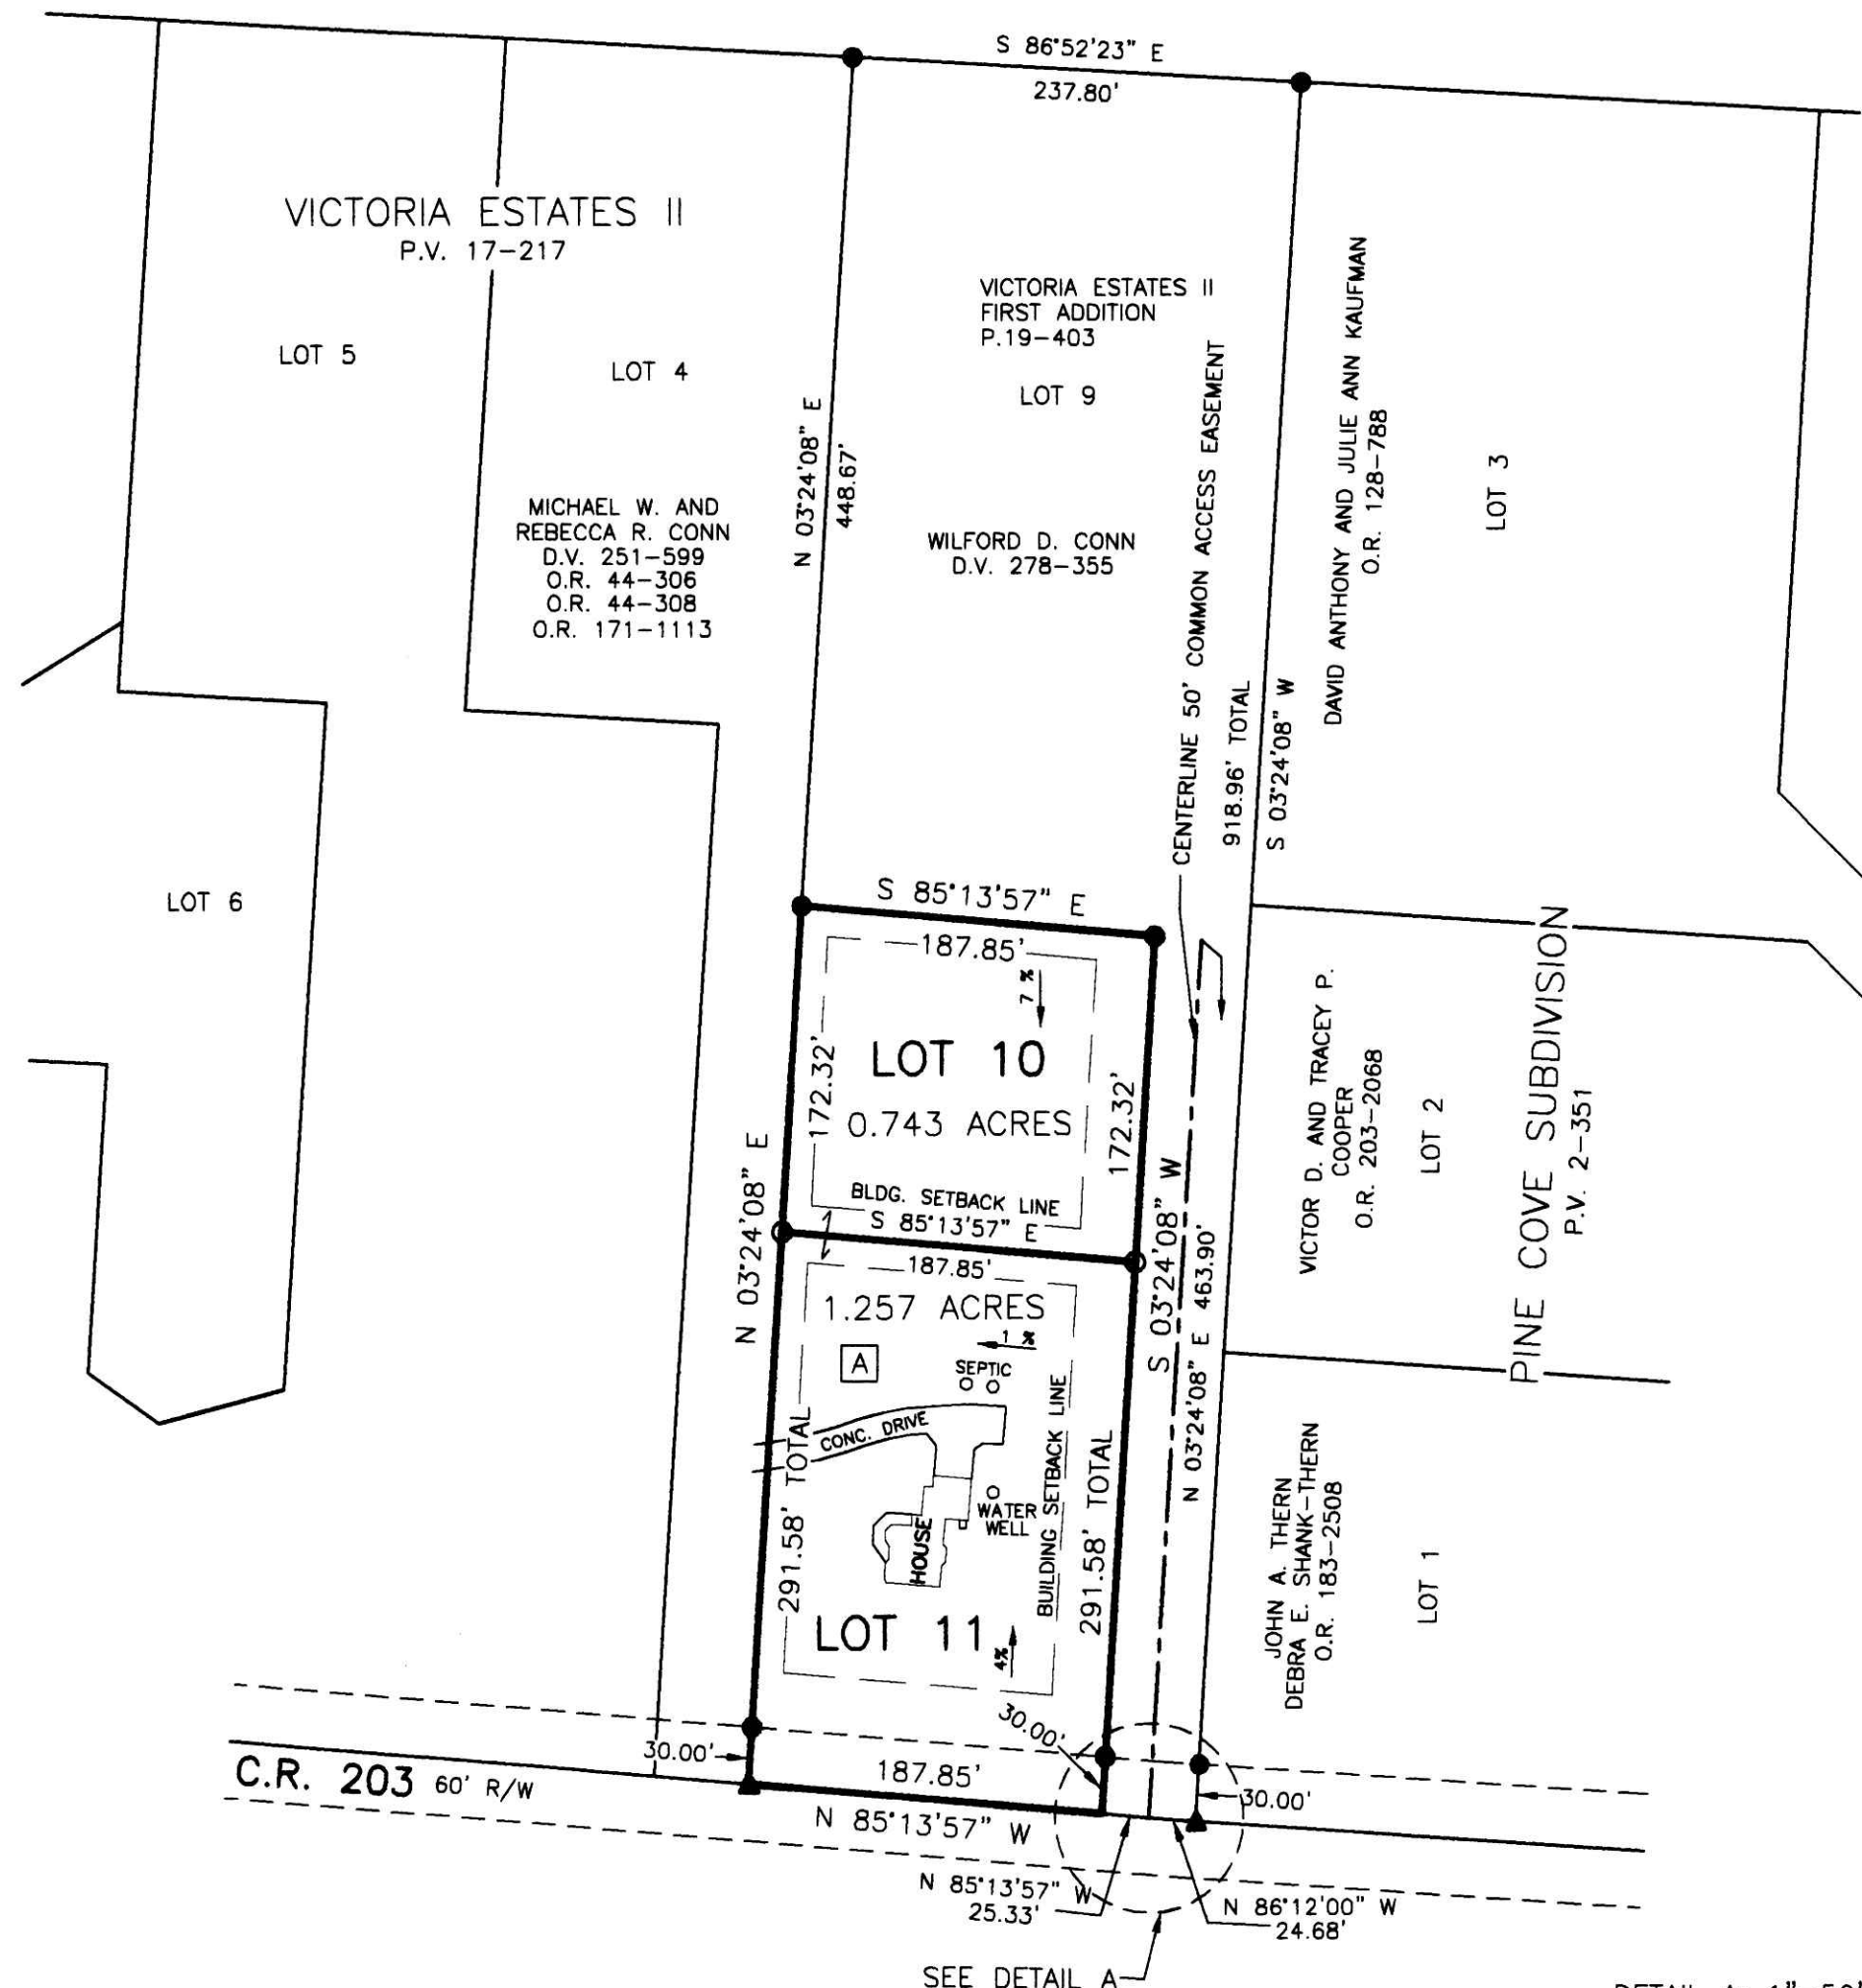 S 86°52'23" E
237.80'
VICTORIA ESTATES II
P.V. 17-217
VICTORIA ESTATES II
FIRST ADDITION
P.19-403
LOT 5
LOT 4
LOT 9
N 03°24'08" E
448.67'
MICHAEL W. AND
REBECCA R. CONN
D.V. 251-599
O.R. 44-306
O.R. 44-308
O.R. 171-1113
WILFORD D. CONN
D.V. 278-355
CENTERLINE 50' COMMON ACCESS EASEMENT
918.96' TOTAL
S 03°24'08" W
DAVID ANTHONY AND JULIE ANN KAUFMAN
O.R. 128-788
LOT 3
LOT 6
S 85°13'57" E
187.85'
7 %
LOT 10
0.743 ACRES
172.32'
172.32'
BLDG. SETBACK LINE
S 85°13'57" E
187.85'
N 03°24'08" E
S 03°24'08" W
N 03°24'08" E 463.90'
VICTOR D. AND TRACEY P.
COOPER
O.R. 203-2068
LOT 2
PINE COVE SUBDIVISION
P.V. 2-351
1.257 ACRES
1 %
A
SEPTIC
CONC. DRIVE
WATER
WELL
HOUSE
BUILDING SETBACK LINE
291.58' TOTAL
291.58' TOTAL
LOT 11
4%
JOHN A. THERN
DEBRA E. SHANK-THERN
O.R. 183-2508
LOT 1
30.00'
30.00'
30.00'
C.R. 203 60' R/W
187.85'
N 85°13'57" W
N 85°13'57" W
25.33'
N 86°12'00" W
24.68'
SEE DETAIL A